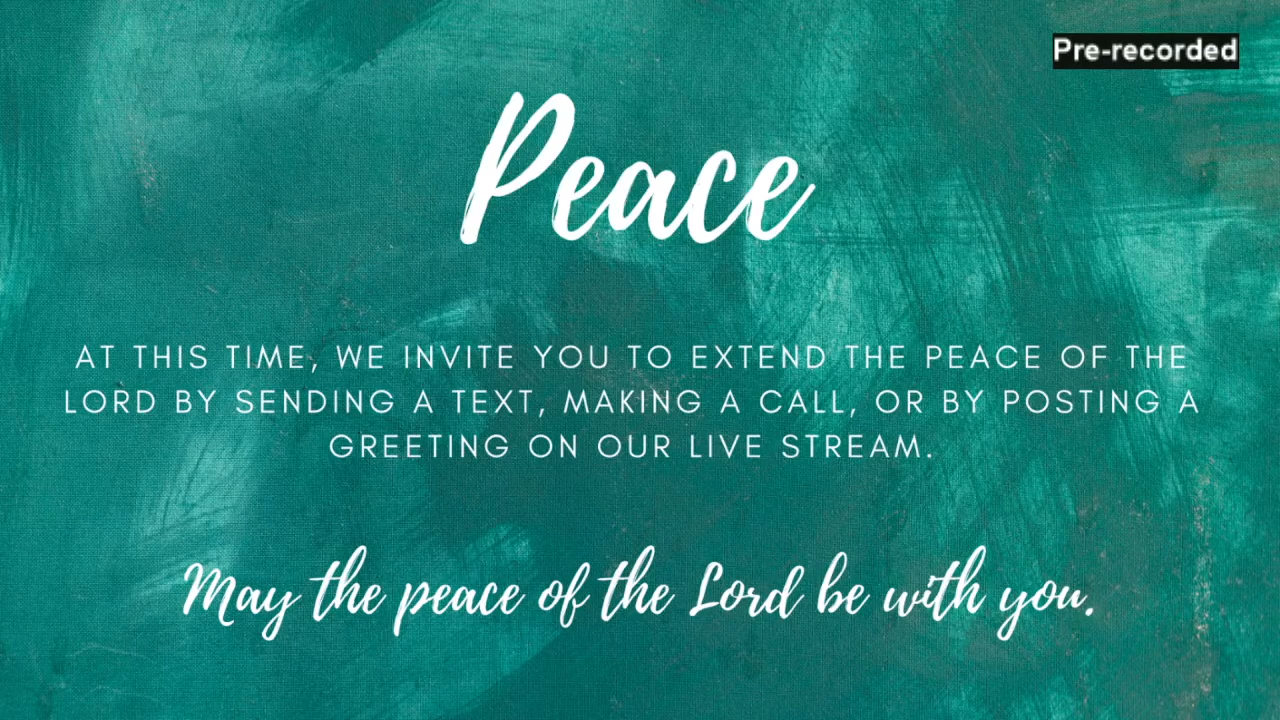 Pre-recorded
Peace
AT THIS TIME, WE INVITE YOU TO EXTEND THE PEACE OF THE
LORD BY SENDING A TEXT, MAKING A CALL, OR BY POSTING A
GREETING ON OUR LIVE STREAM.
May the peace of the Lord be with you.